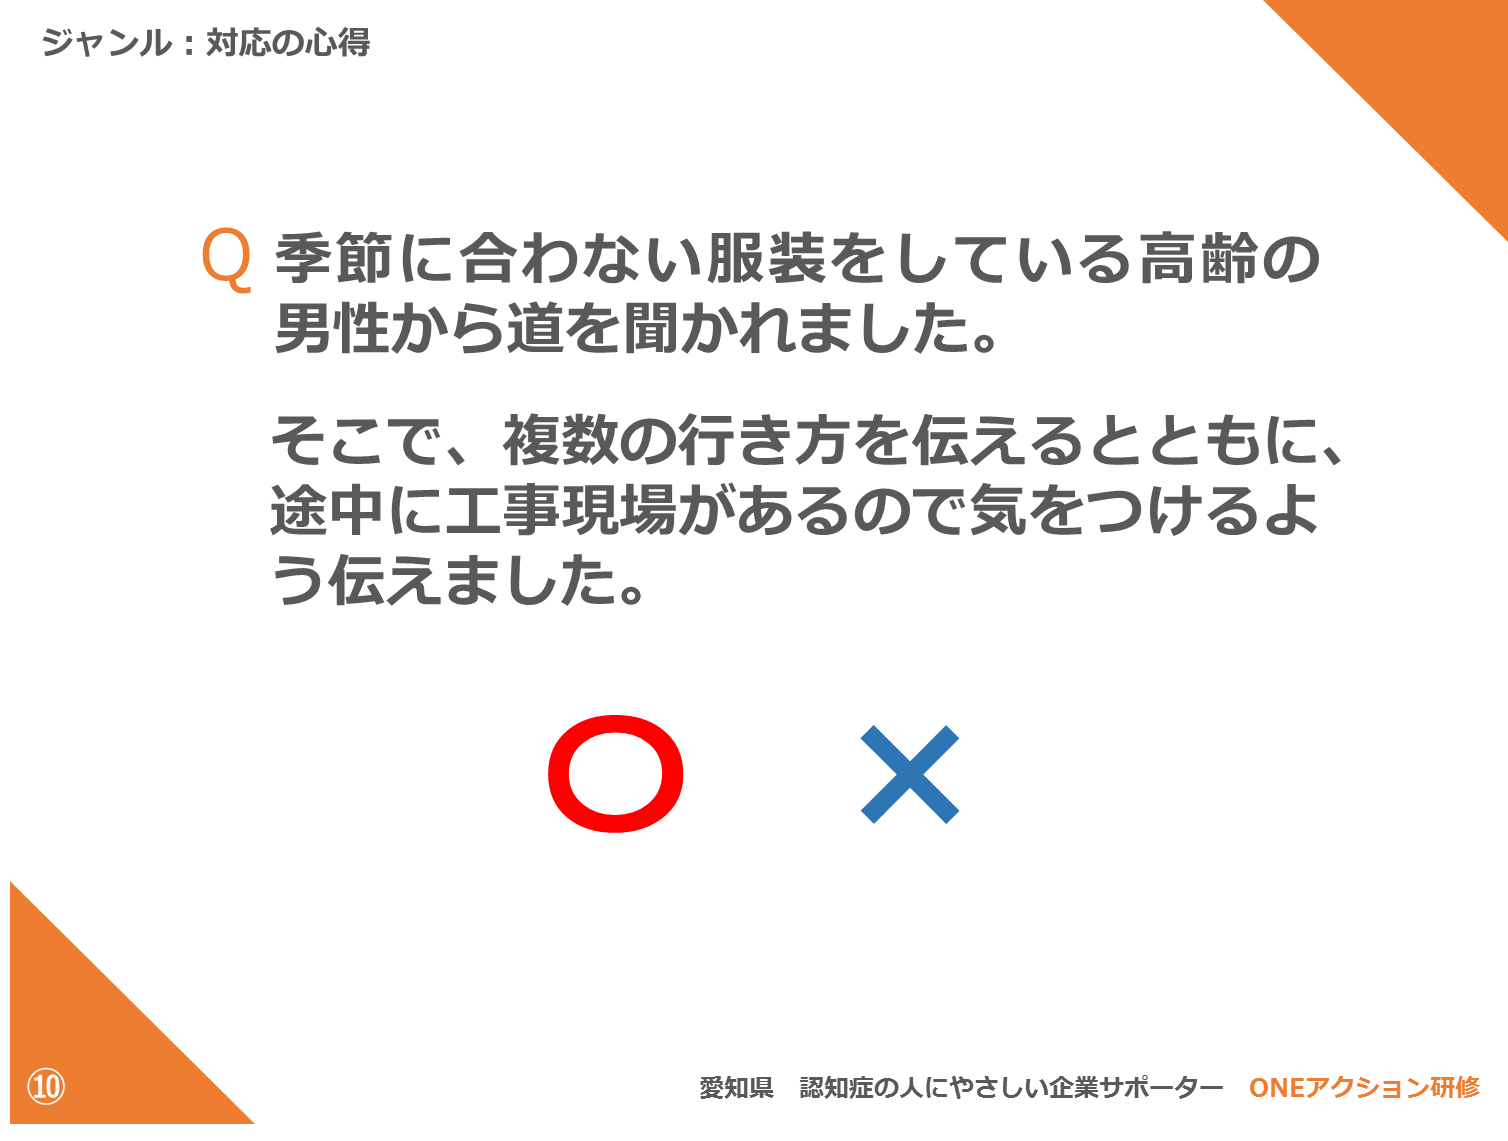 ジャンル：対応の心得
Q 季節に合わない服装をしている高齢の
男性から道を聞かれました。
そこで、複数の行き方を伝えるとともに、
途中に工事現場があるので気をつけるよ
う伝えました。
○ ×
⑩
愛知県　認知症の人にやさしい企業サポーター　ONEアクション研修